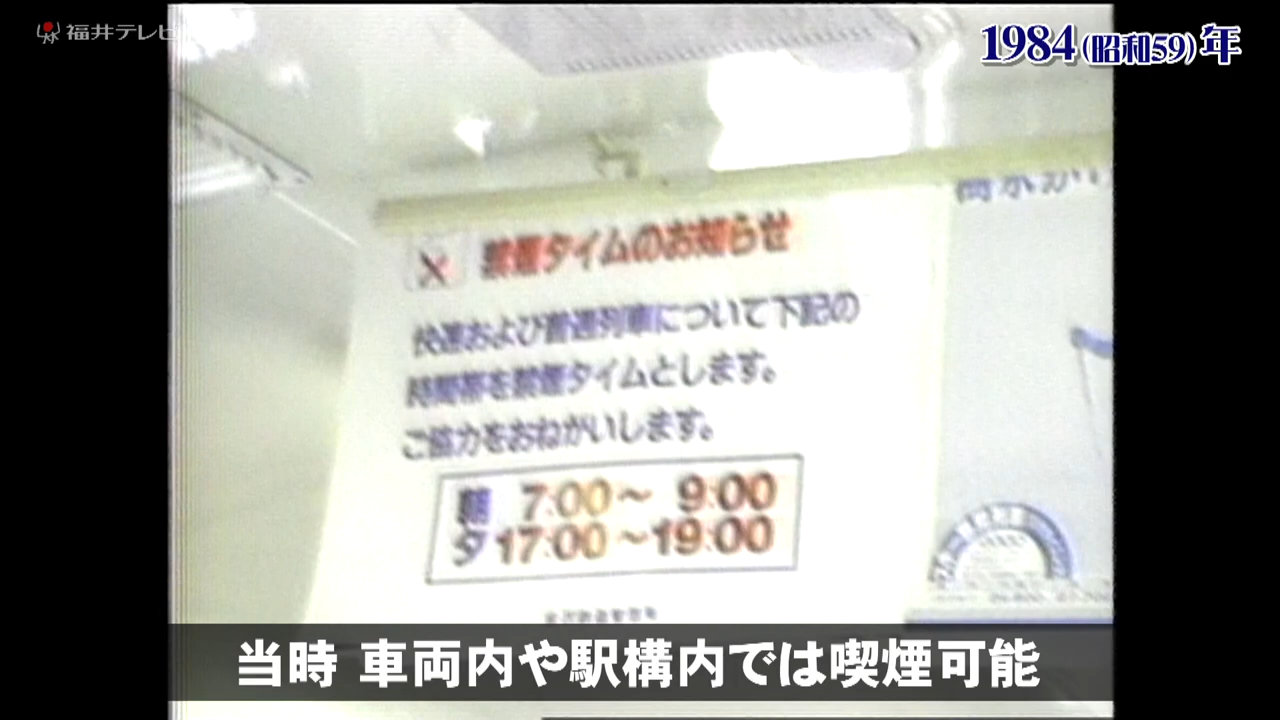 福井テレビ
1984(昭和59)年
禁煙タイムのお知らせ
快速および普通列車について下記の
時間帯を禁煙タイムとします。
ご協力をおねがいします。
朝 7:00~ 9:00
夕 17:00~19:00
当時 車両内や駅構内では喫煙可能